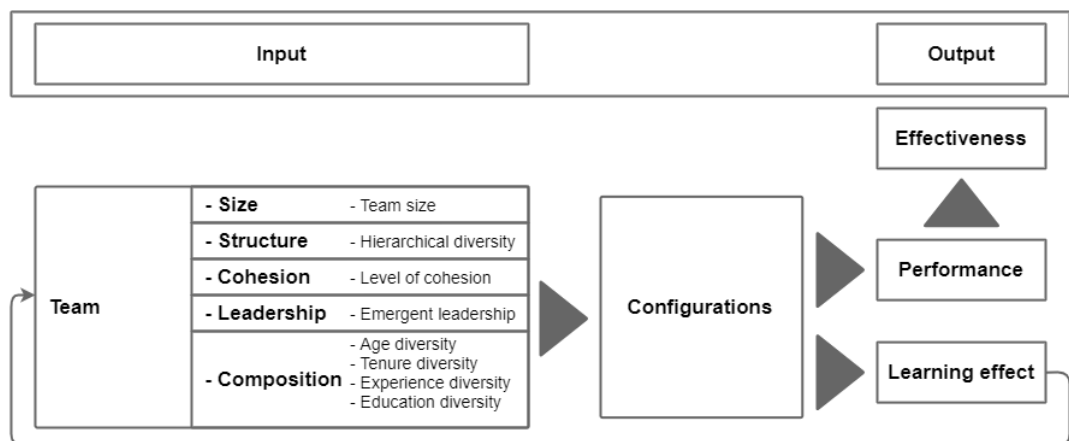 Input
Output
Effectiveness
Team
- Size - Team size
- Structure - Hierarchical diversity
- Cohesion - Level of cohesion
- Leadership - Emergent leadership
- Composition
- Age diversity
- Tenure diversity
- Experience diversity
- Education diversity
Configurations
Performance
Learning effect